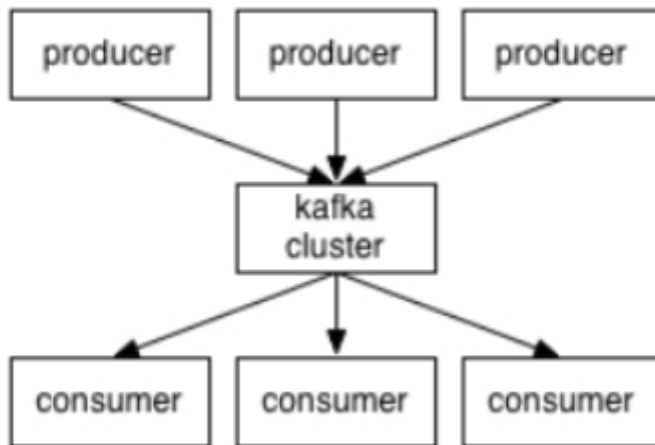 producer
producer
producer
kafka
cluster
consumer
consumer
consumer